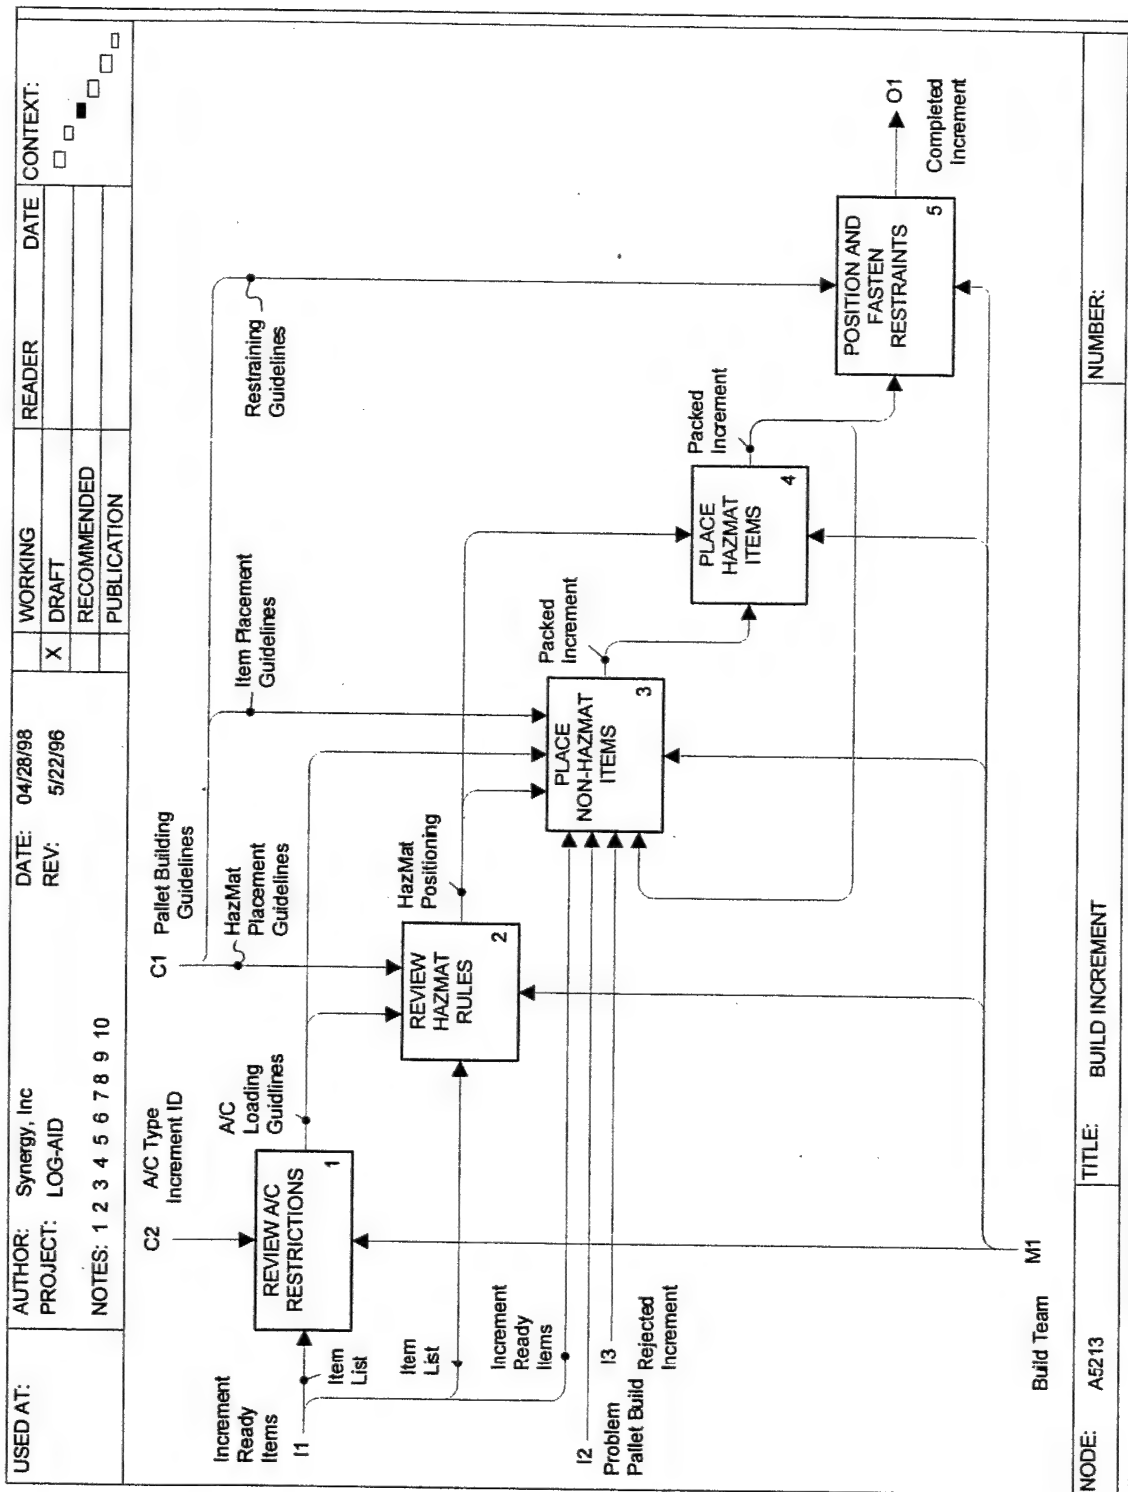 USED AT:
AUTHOR: Synergy, Inc
PROJECT: LOG-AID
NOTES: 1 2 3 4 5 6 7 8 9 10
DATE: 04/28/98
REV: 5/22/96
WORKING
X DRAFT
RECOMMENDED
PUBLICATION
READER DATE
CONTEXT:
C2
A/C Type
Increment ID
C1
Pallet Building
Guidelines
HazMat
Placement
Guidelines
Item Placement
Guidelines
Restraining
Guidelines
Increment
Ready
Items
I1
Item
List
REVIEW A/C
RESTRICTIONS
1
A/C
Loading
Guidlines
Item
List
REVIEW
HAZMAT
RULES
2
HazMat
Positioning
Increment
Ready
Items
I2
Problem
Pallet Build
I3
Rejected
Increment
PLACE
NON-HAZMAT
ITEMS
3
Packed
Increment
PLACE
HAZMAT
ITEMS
4
Packed
Increment
POSITION AND
FASTEN
RESTRAINTS
5
O1
Completed
Increment
Build Team
M1
NODE: A5213
TITLE: BUILD INCREMENT
NUMBER: